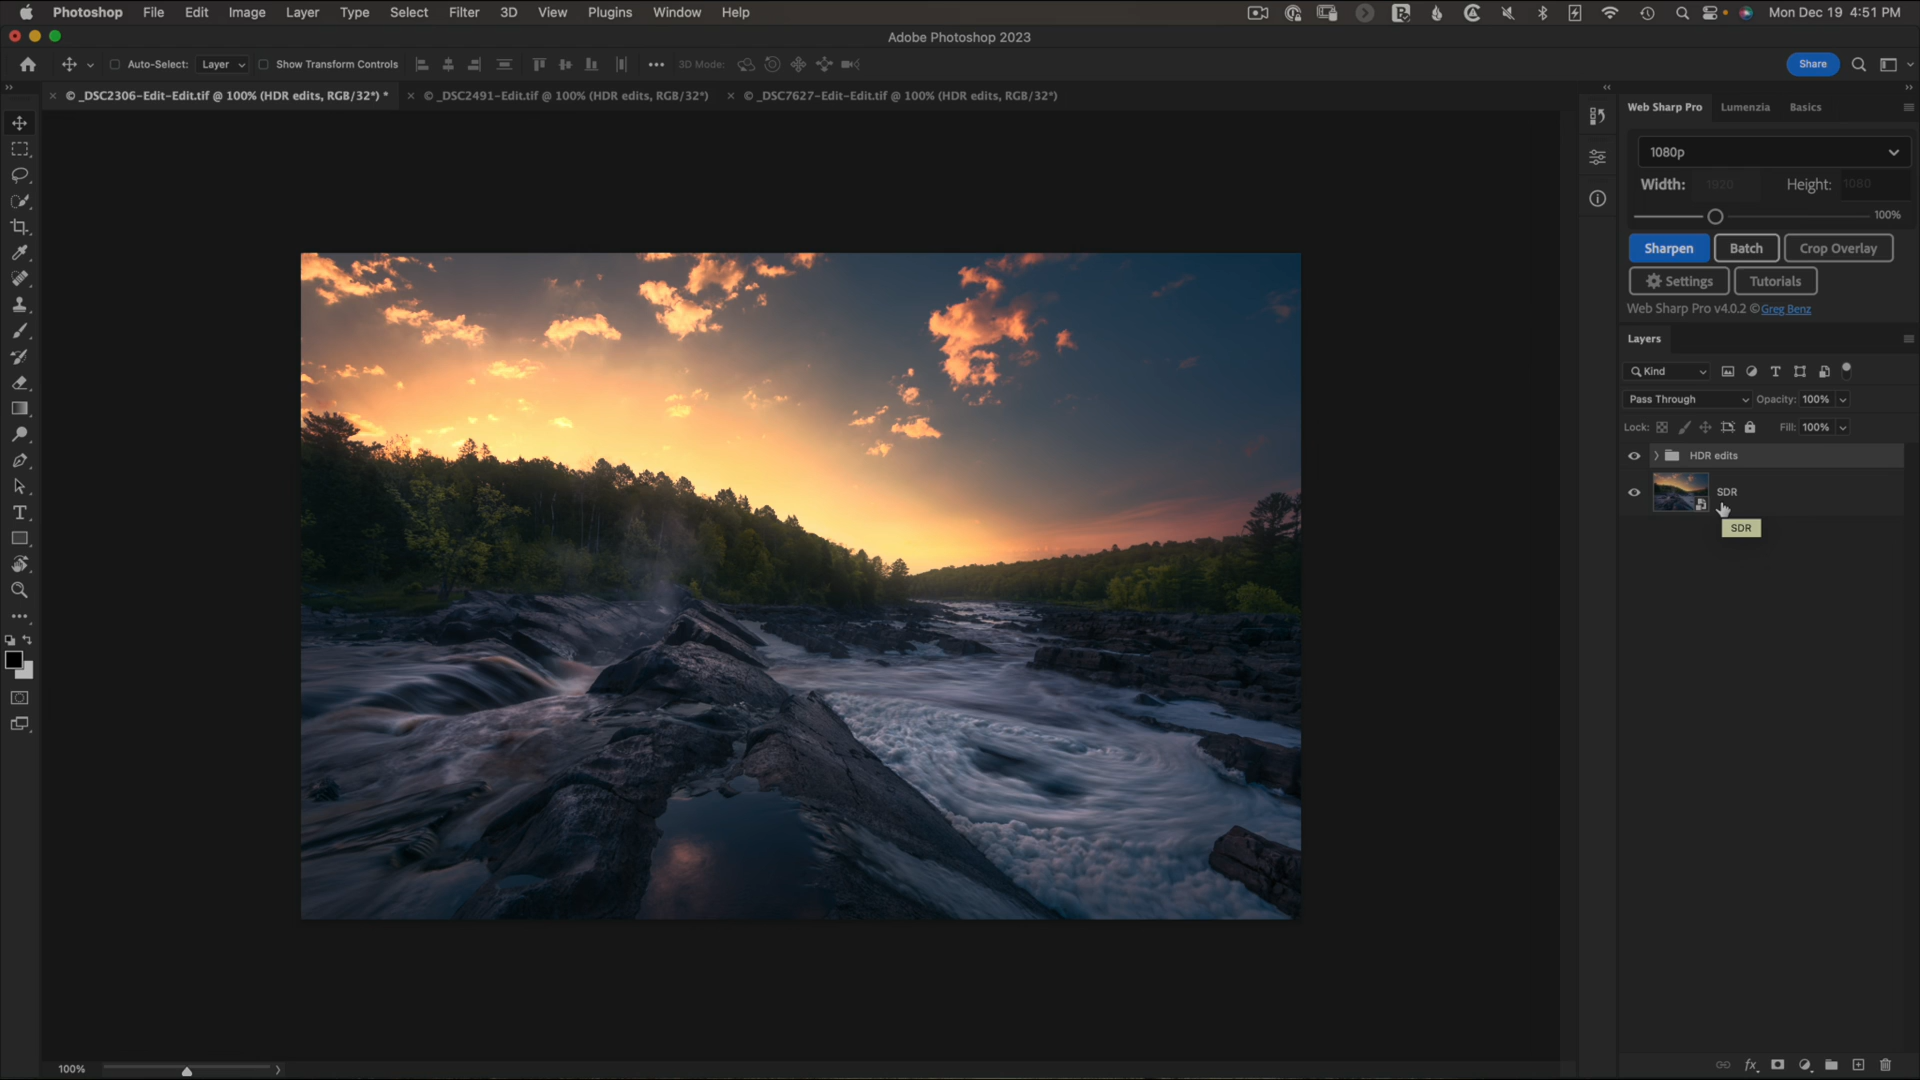 Photoshop File Edit Image Layer Type Select Filter 3D View Plugins Window Help Mon Dec 19 4:51 PM
Adobe Photoshop 2023
Auto-Select: Layer Show Transform Controls 3D Mode: Share
© _DSC2306-Edit-Edit.tif @ 100% (HDR edits, RGB/32*) * © _DSC2491-Edit.tif @ 100% (HDR edits, RGB/32*) © _DSC7627-Edit-Edit.tif @ 100% (HDR edits, RGB/32*)
Web Sharp Pro Lumenzia Basics
1080p
Width: 1920 Height: 1080
100%
Sharpen Batch Crop Overlay
Settings Tutorials
Web Sharp Pro v4.0.2 © Greg Benz
Layers
Kind
Pass Through Opacity: 100%
Lock: Fill: 100%
HDR edits
SDR
SDR
100%